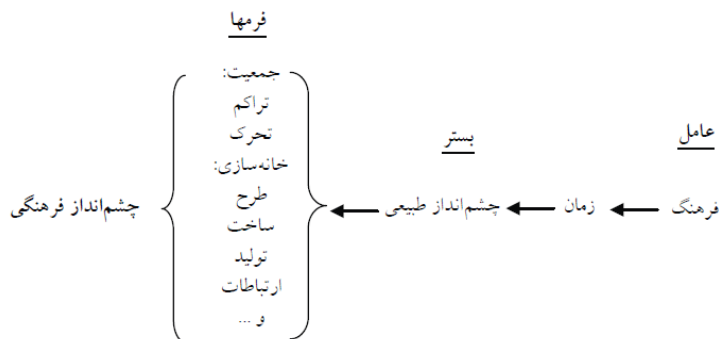 فرمها
عامل
بستر
فرهنگ
زمان
چشم‌انداز طبیعی
جمعیت:
تراکم
تحرک
خانه‌سازی:
طرح
ساخت
تولید
ارتباطات
و ...
چشم‌انداز فرهنگی